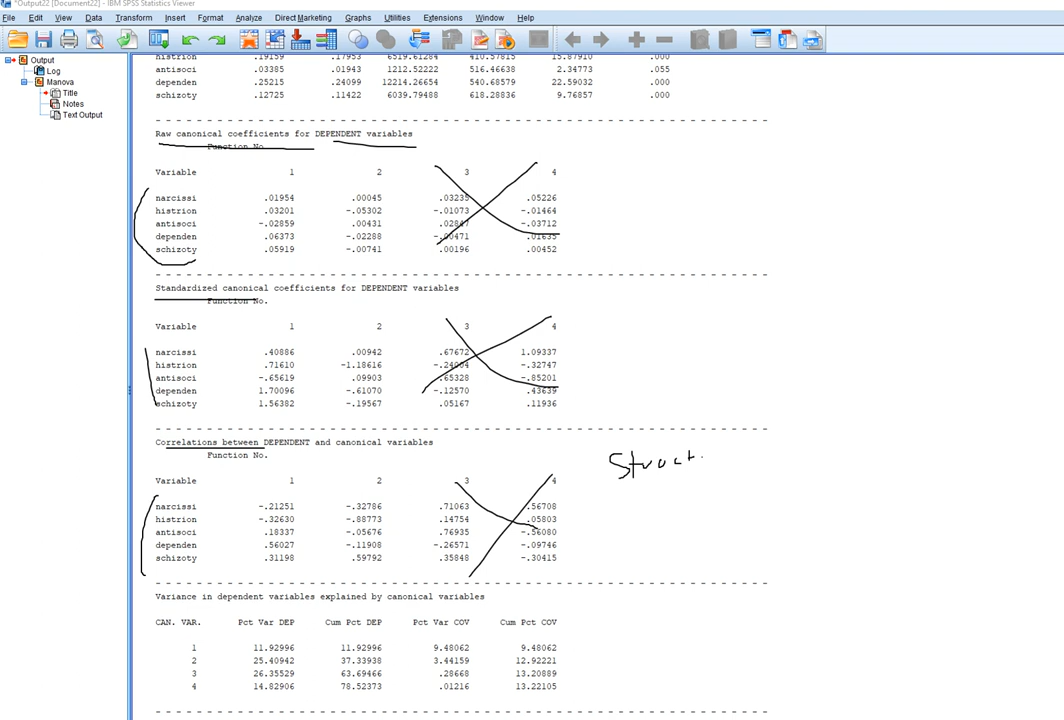 *Output22 [Document22] - IBM SPSS Statistics Viewer
File Edit View Data Transform Insert Format Analyze Direct Marketing Graphs Utilities Extensions Window Help
Output
Log
Manova
Title
Notes
Text Output
histrion .19159 .17953 6519.61284 410.57815 15.87910 .000
antisoci .03385 .01943 1212.52222 516.46638 2.34773 .055
dependen .25215 .24099 12214.26654 540.68579 22.59032 .000
schizoty .12725 .11422 6039.79488 618.28836 9.76857 .000
Raw canonical coefficients for DEPENDENT variables
Function No.
Variable 1 2 3 4
narcissi .01954 .00045 .03235 .05226
histrion .03201 -.05302 -.01073 -.01464
antisoci -.02859 .00431 .02847 -.03712
dependen .06373 -.02288 -.00471 .01635
schizoty .05919 -.00741 .00196 .00452
Standardized canonical coefficients for DEPENDENT variables
Function No.
Variable 1 2 3 4
narcissi .40886 .00942 .67672 1.09337
histrion .71610 -1.18616 -.24004 -.32747
antisoci -.65619 .09903 .65328 -.85201
dependen 1.70096 -.61070 -.12570 .43639
schizoty 1.56382 -.19567 .05167 .11936
Correlations between DEPENDENT and canonical variables
Function No.
Struct.
Variable 1 2 3 4
narcissi -.21251 -.32786 .71063 .56708
histrion -.32630 -.88773 .14754 .05803
antisoci .18337 -.05676 .76935 -.56080
dependen .56027 -.11908 -.26571 -.09746
schizoty .31198 .59792 .35848 -.30415
Variance in dependent variables explained by canonical variables
CAN. VAR. Pct Var DEP Cum Pct DEP Pct Var COV Cum Pct COV
1 11.92996 11.92996 9.48062 9.48062
2 25.40942 37.33938 3.44159 12.92221
3 26.35529 63.69466 .28668 13.20889
4 14.82906 78.52373 .01216 13.22105